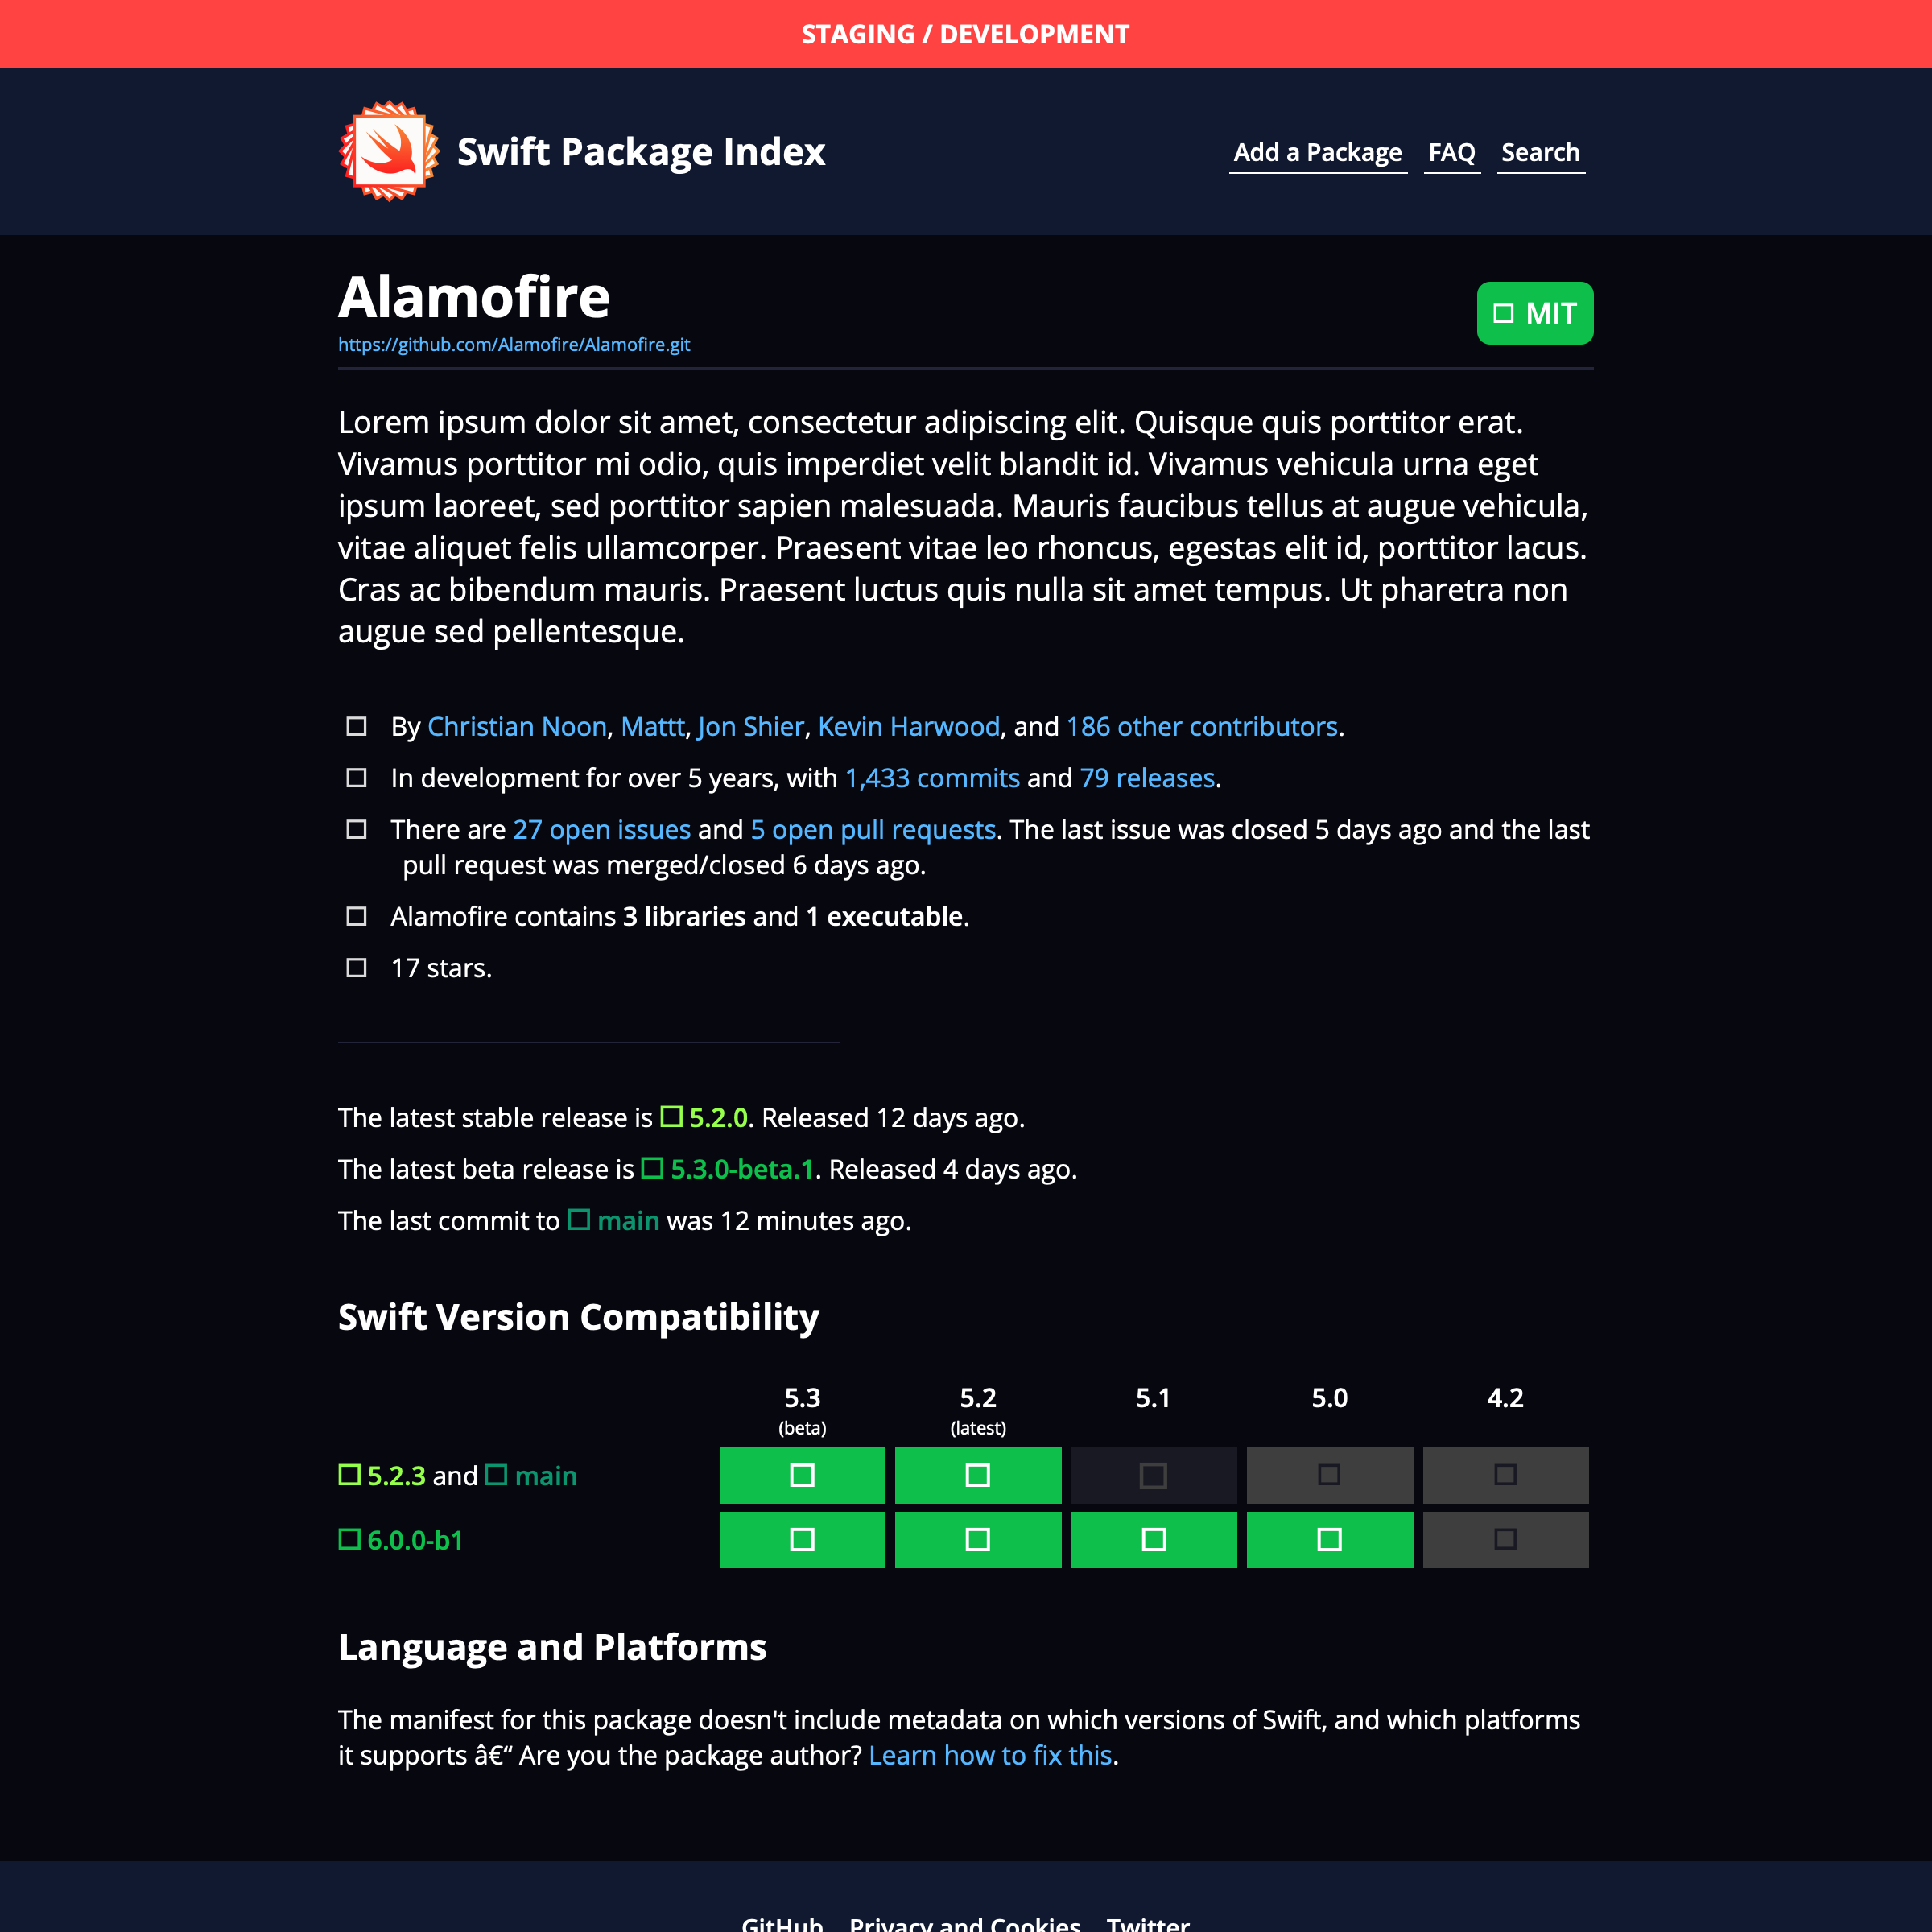 STAGING / DEVELOPMENT
Swift Package Index
Add a Package FAQ Search
Alamofire
MIT
https://github.com/Alamofire/Alamofire.git
Lorem ipsum dolor sit amet, consectetur adipiscing elit. Quisque quis porttitor erat.
Vivamus porttitor mi odio, quis imperdiet velit blandit id. Vivamus vehicula urna eget
ipsum laoreet, sed porttitor sapien malesuada. Mauris faucibus tellus at augue vehicula,
vitae aliquet felis ullamcorper. Praesent vitae leo rhoncus, egestas elit id, porttitor lacus.
Cras ac bibendum mauris. Praesent luctus quis nulla sit amet tempus. Ut pharetra non
augue sed pellentesque.
By Christian Noon, Mattt, Jon Shier, Kevin Harwood, and 186 other contributors.
In development for over 5 years, with 1,433 commits and 79 releases.
There are 27 open issues and 5 open pull requests. The last issue was closed 5 days ago and the last
pull request was merged/closed 6 days ago.
Alamofire contains 3 libraries and 1 executable.
17 stars.
The latest stable release is 5.2.0. Released 12 days ago.
The latest beta release is 5.3.0-beta.1. Released 4 days ago.
The last commit to main was 12 minutes ago.
Swift Version Compatibility
5.3 5.2 5.1 5.0 4.2
(beta) (latest)
5.2.3 and main
6.0.0-b1
Language and Platforms
The manifest for this package doesn't include metadata on which versions of Swift, and which platforms
it supports â€“ Are you the package author? Learn how to fix this.
GitHub Privacy and Cookies Twitter